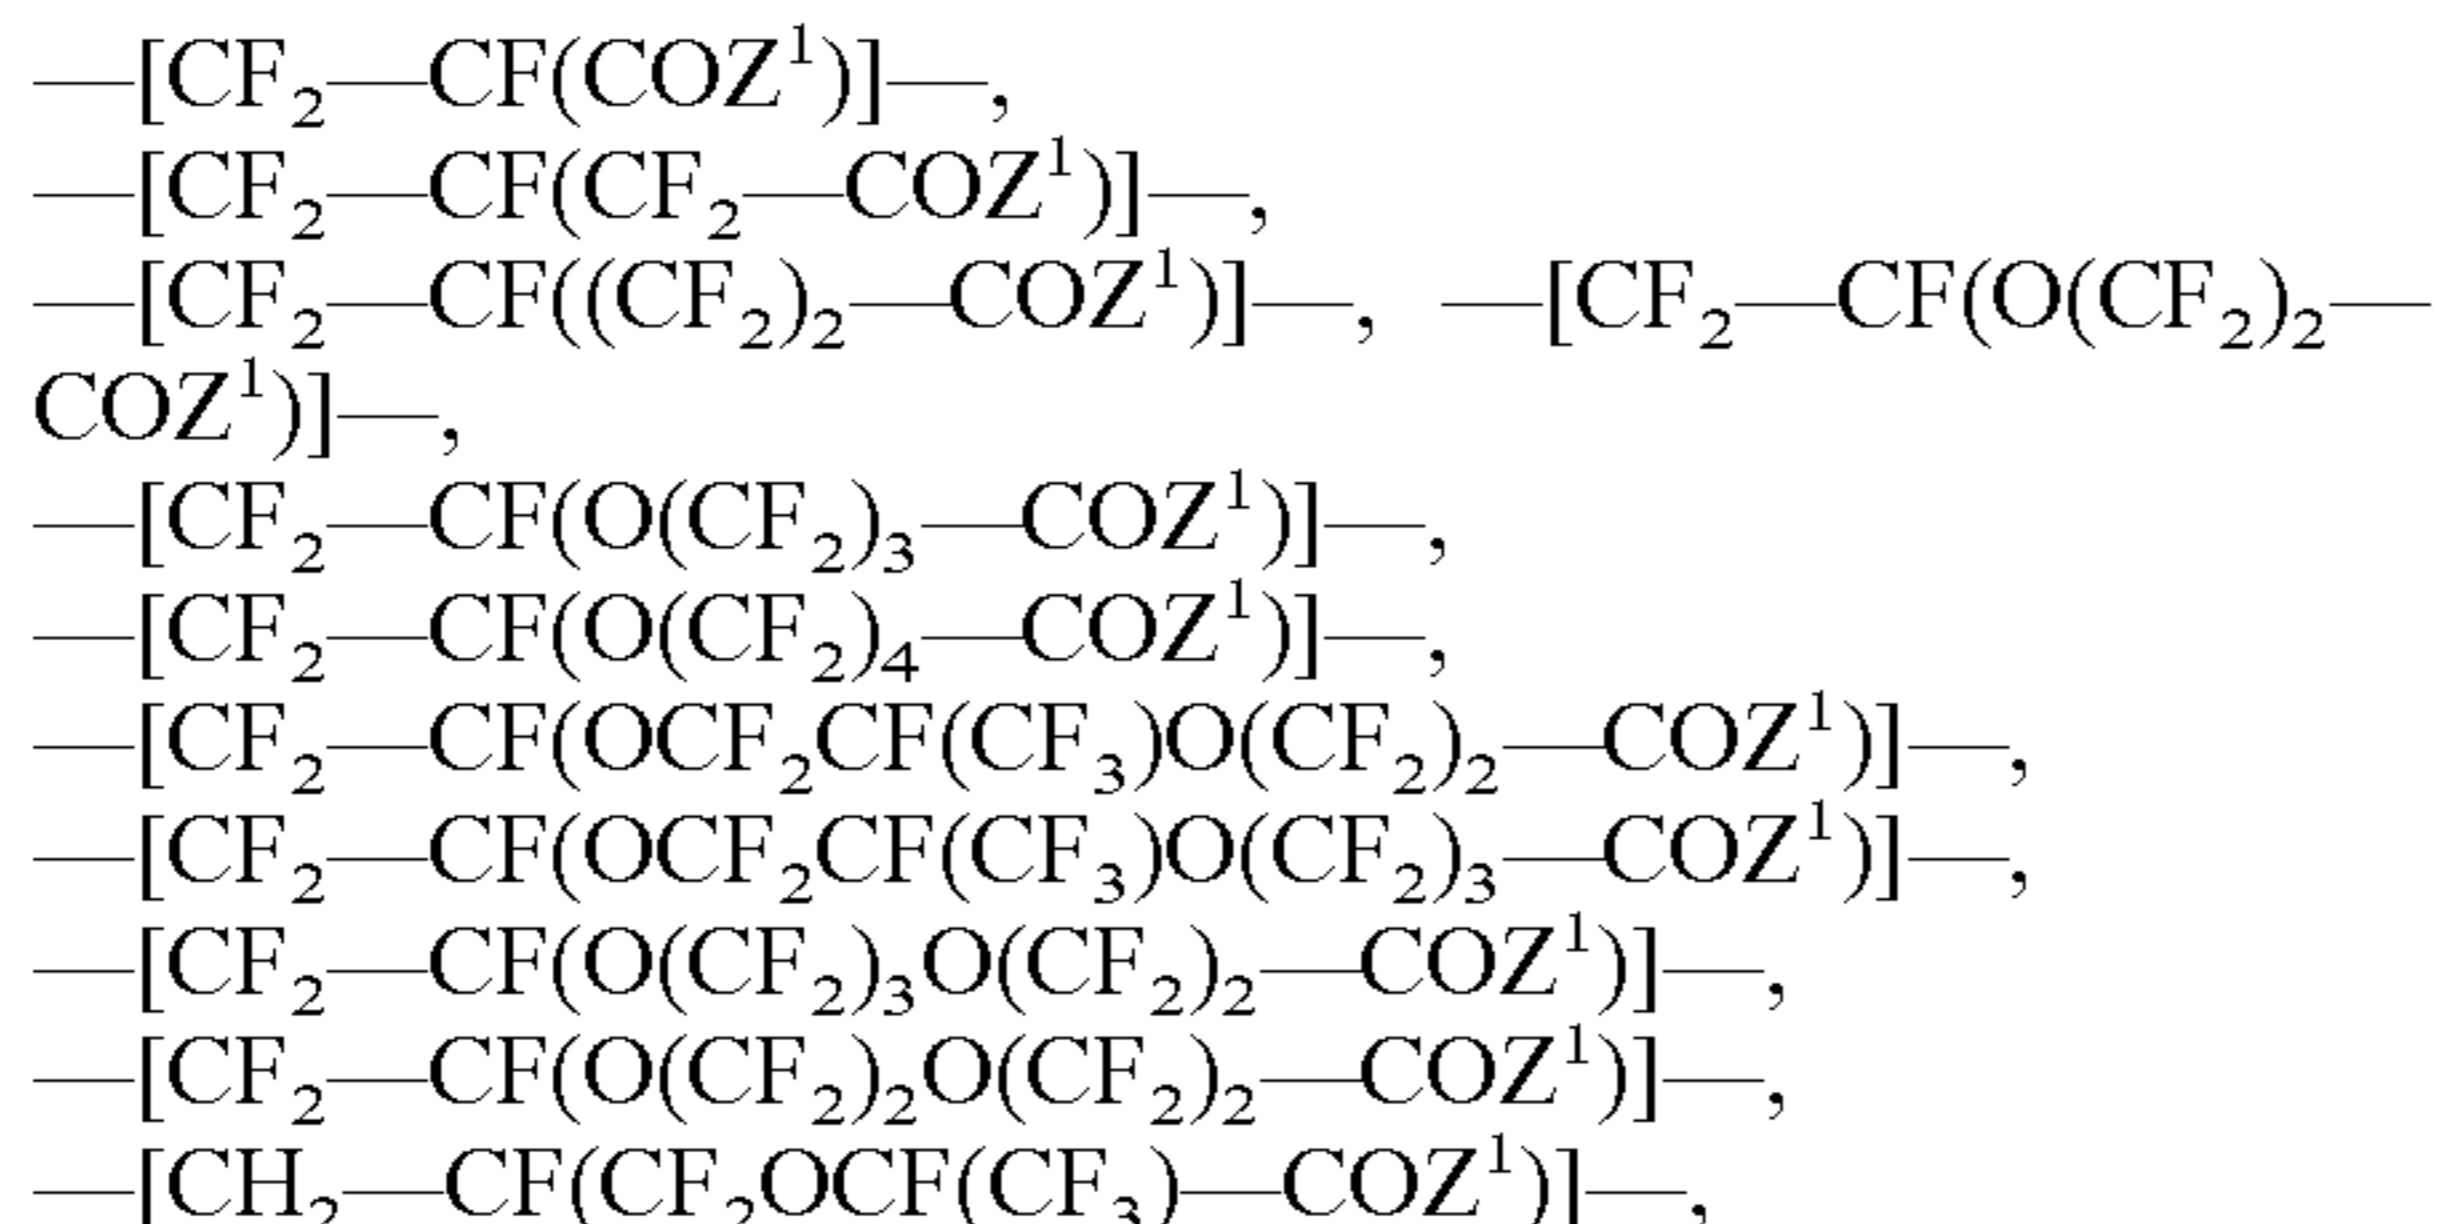 —[CF₂—CF(COZ¹)]—,
—[CF₂—CF(CF₂—COZ¹)]—,
—[CF₂—CF((CF₂)₂—COZ¹)]—, —[CF₂—CF(O(CF₂)₂—
COZ¹)]—,
—[CF₂—CF(O(CF₂)₃—COZ¹)]—,
—[CF₂—CF(O(CF₂)₄—COZ¹)]—,
—[CF₂—CF(OCF₂CF(CF₃)O(CF₂)₂—COZ¹)]—,
—[CF₂—CF(OCF₂CF(CF₃)O(CF₂)₃—COZ¹)]—,
—[CF₂—CF(O(CF₂)₃O(CF₂)₂—COZ¹)]—,
—[CF₂—CF(O(CF₂)₂O(CF₂)₂—COZ¹)]—,
—[CH₂—CF(CF₂OCF(CF₃)—COZ¹)]—,